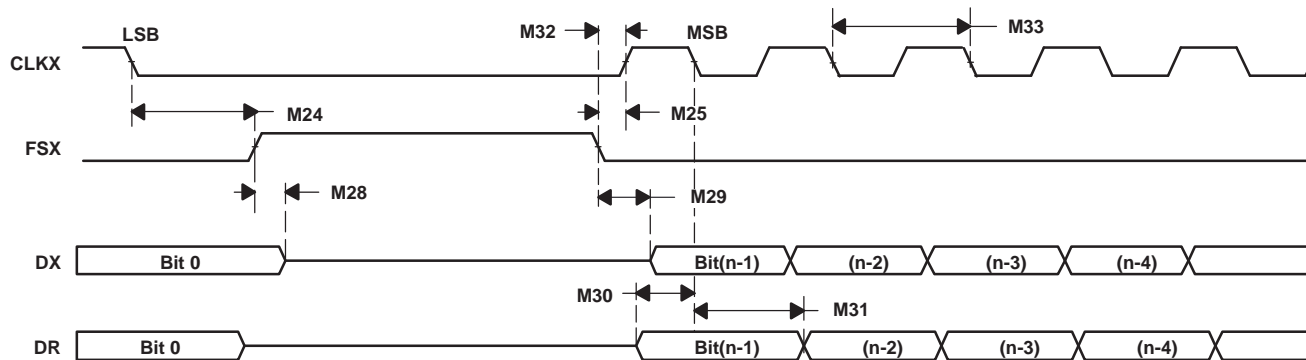 LSB
M32
MSB
M33
CLKX
M24
M25
FSX
M28
M29
DX
Bit 0
Bit(n-1)
(n-2)
(n-3)
(n-4)
M30
M31
DR
Bit 0
Bit(n-1)
(n-2)
(n-3)
(n-4)